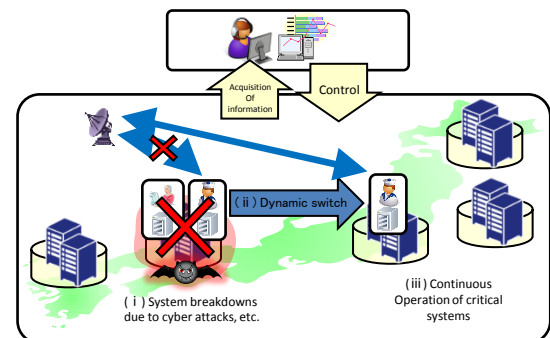 Acquisition
Of
information
Control
(ⅱ) Dynamic switch
(ⅰ) System breakdowns
due to cyber attacks, etc.
(ⅲ) Continuous
Operation of critical
systems